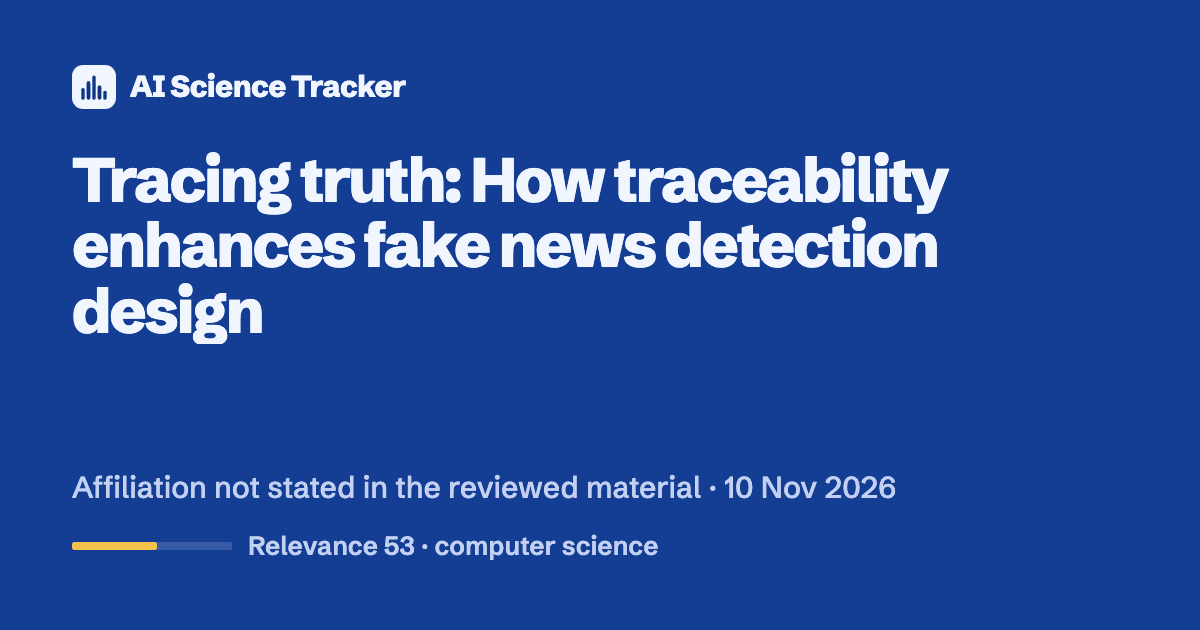 AI Science Tracker
Tracing truth: How traceability
enhances fake news detection
design
Affiliation not stated in the reviewed material · 10 Nov 2026
Relevance 53 · computer science